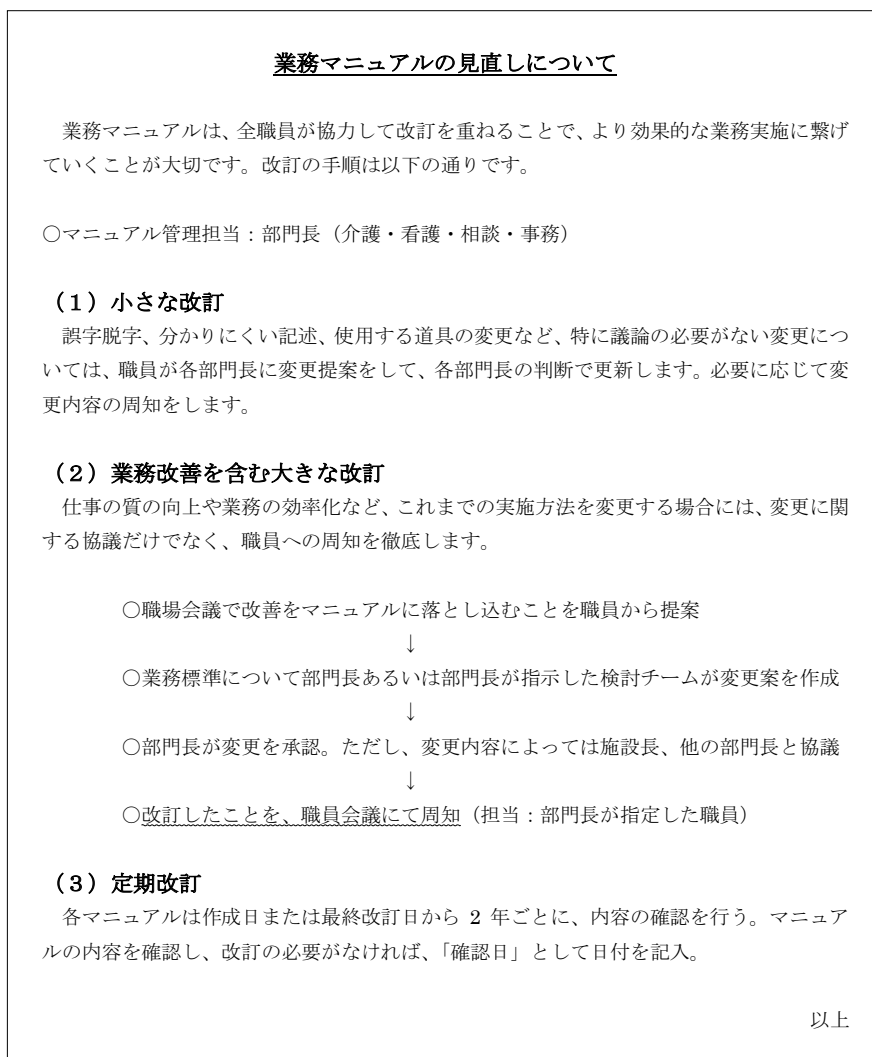 業務マニュアルの見直しについて
業務マニュアルは、全職員が協力して改訂を重ねることで、より効果的な業務実施に繋げ
ていくことが大切です。改訂の手順は以下の通りです。
○マニュアル管理担当：部門長（介護・看護・相談・事務）
（１）小さな改訂
誤字脱字、分かりにくい記述、使用する道具の変更など、特に議論の必要がない変更につ
いては、職員が各部門長に変更提案をして、各部門長の判断で更新します。必要に応じて変
更内容の周知をします。
（２）業務改善を含む大きな改訂
仕事の質の向上や業務の効率化など、これまでの実施方法を変更する場合には、変更に関
する協議だけでなく、職員への周知を徹底します。
○職場会議で改善をマニュアルに落とし込むことを職員から提案
↓
○業務標準について部門長あるいは部門長が指示した検討チームが変更案を作成
↓
○部門長が変更を承認。ただし、変更内容によっては施設長、他の部門長と協議
↓
○改訂したことを、職員会議にて周知（担当：部門長が指定した職員）
（３）定期改訂
各マニュアルは作成日または最終改訂日から 2 年ごとに、内容の確認を行う。マニュア
ルの内容を確認し、改訂の必要がなければ、「確認日」として日付を記入。
以上